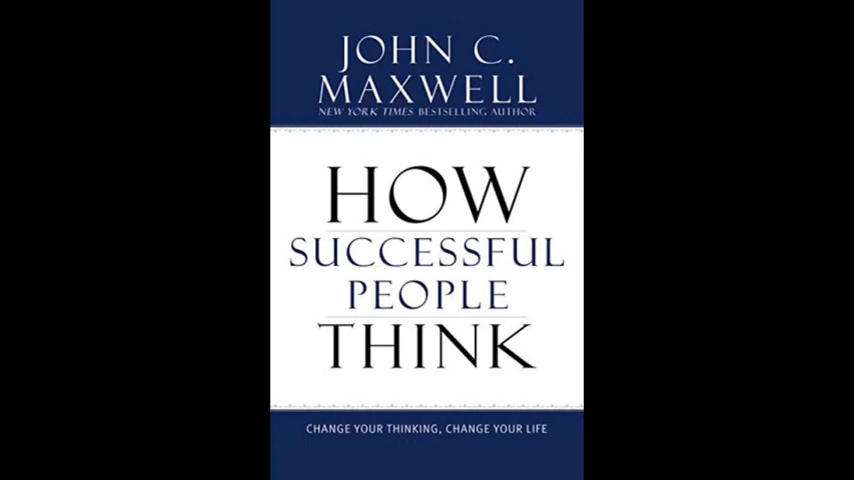 JOHN C.
MAXWELL
NEW YORK TIMES BESTSELLING AUTHOR
HOW
SUCCESSFUL
PEOPLE
THINK
CHANGE YOUR THINKING, CHANGE YOUR LIFE